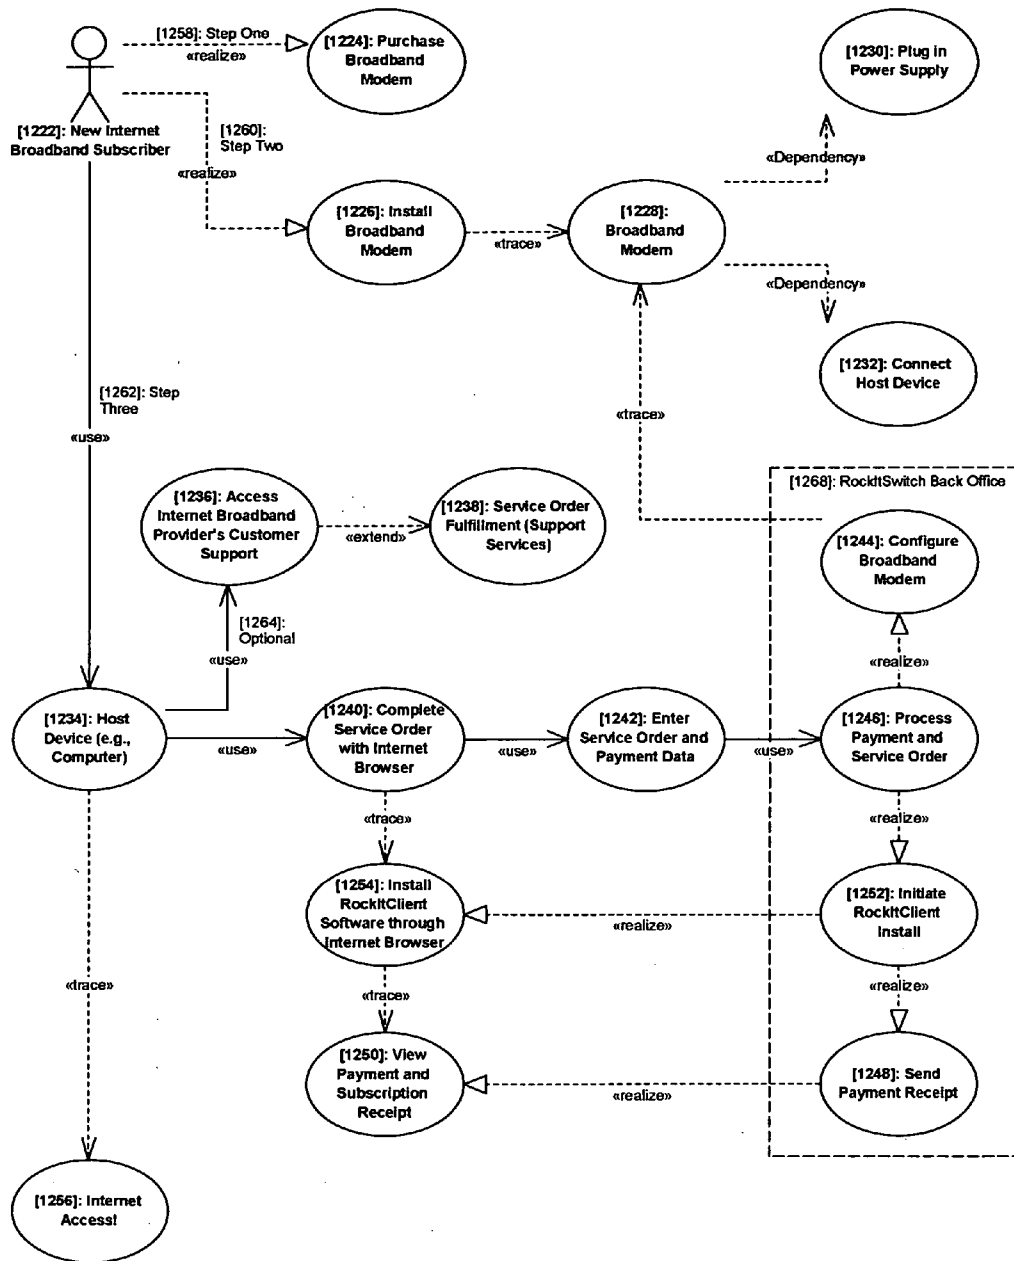 [1258]: Step One
«realize»
[1224]: Purchase
Broadband
Modem
[1230]: Plug in
Power Supply
[1222]: New Internet
Broadband Subscriber
[1260]:
Step Two
«realize»
«Dependency»
[1226]: Install
Broadband
Modem
«trace»
[1228]:
Broadband
Modem
«Dependency»
[1232]: Connect
Host Device
[1262]: Step
Three
«use»
«trace»
[1268]: RockItSwitch Back Office
[1236]: Access
Internet Broadband
Provider's Customer
Support
«extend»
[1238]: Service Order
Fulfillment (Support
Services)
[1244]: Configure
Broadband
Modem
[1264]:
Optional
«use»
«realize»
[1234]: Host
Device (e.g.,
Computer)
«use»
[1240]: Complete
Service Order
with Internet
Browser
«use»
[1242]: Enter
Service Order and
Payment Data
«use»
[1246]: Process
Payment and
Service Order
«trace»
«realize»
[1254]: Install
RockItClient
Software through
Internet Browser
«realize»
[1252]: Initiate
RockItClient
Install
«trace»
«trace»
«realize»
[1250]: View
Payment and
Subscription
Receipt
«realize»
[1248]: Send
Payment Receipt
[1256]: Internet
Access!